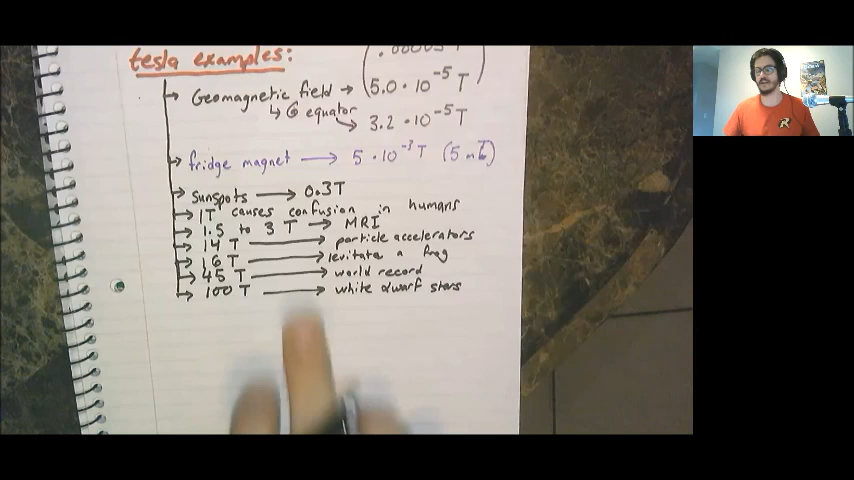 tesla examples:
Geomagnetic field → (5.0 · 10⁻⁵ T)
↳ @ equator → 3.2 · 10⁻⁵ T
fridge magnet → 5 · 10⁻³ T (5 mT)
Sunspots → 0.3T
1T causes confusion in humans
1.5 to 3 T → MRI
14 T → particle accelerators
16 T → levitate a frog
45 T → world record
100 T → white dwarf stars
R